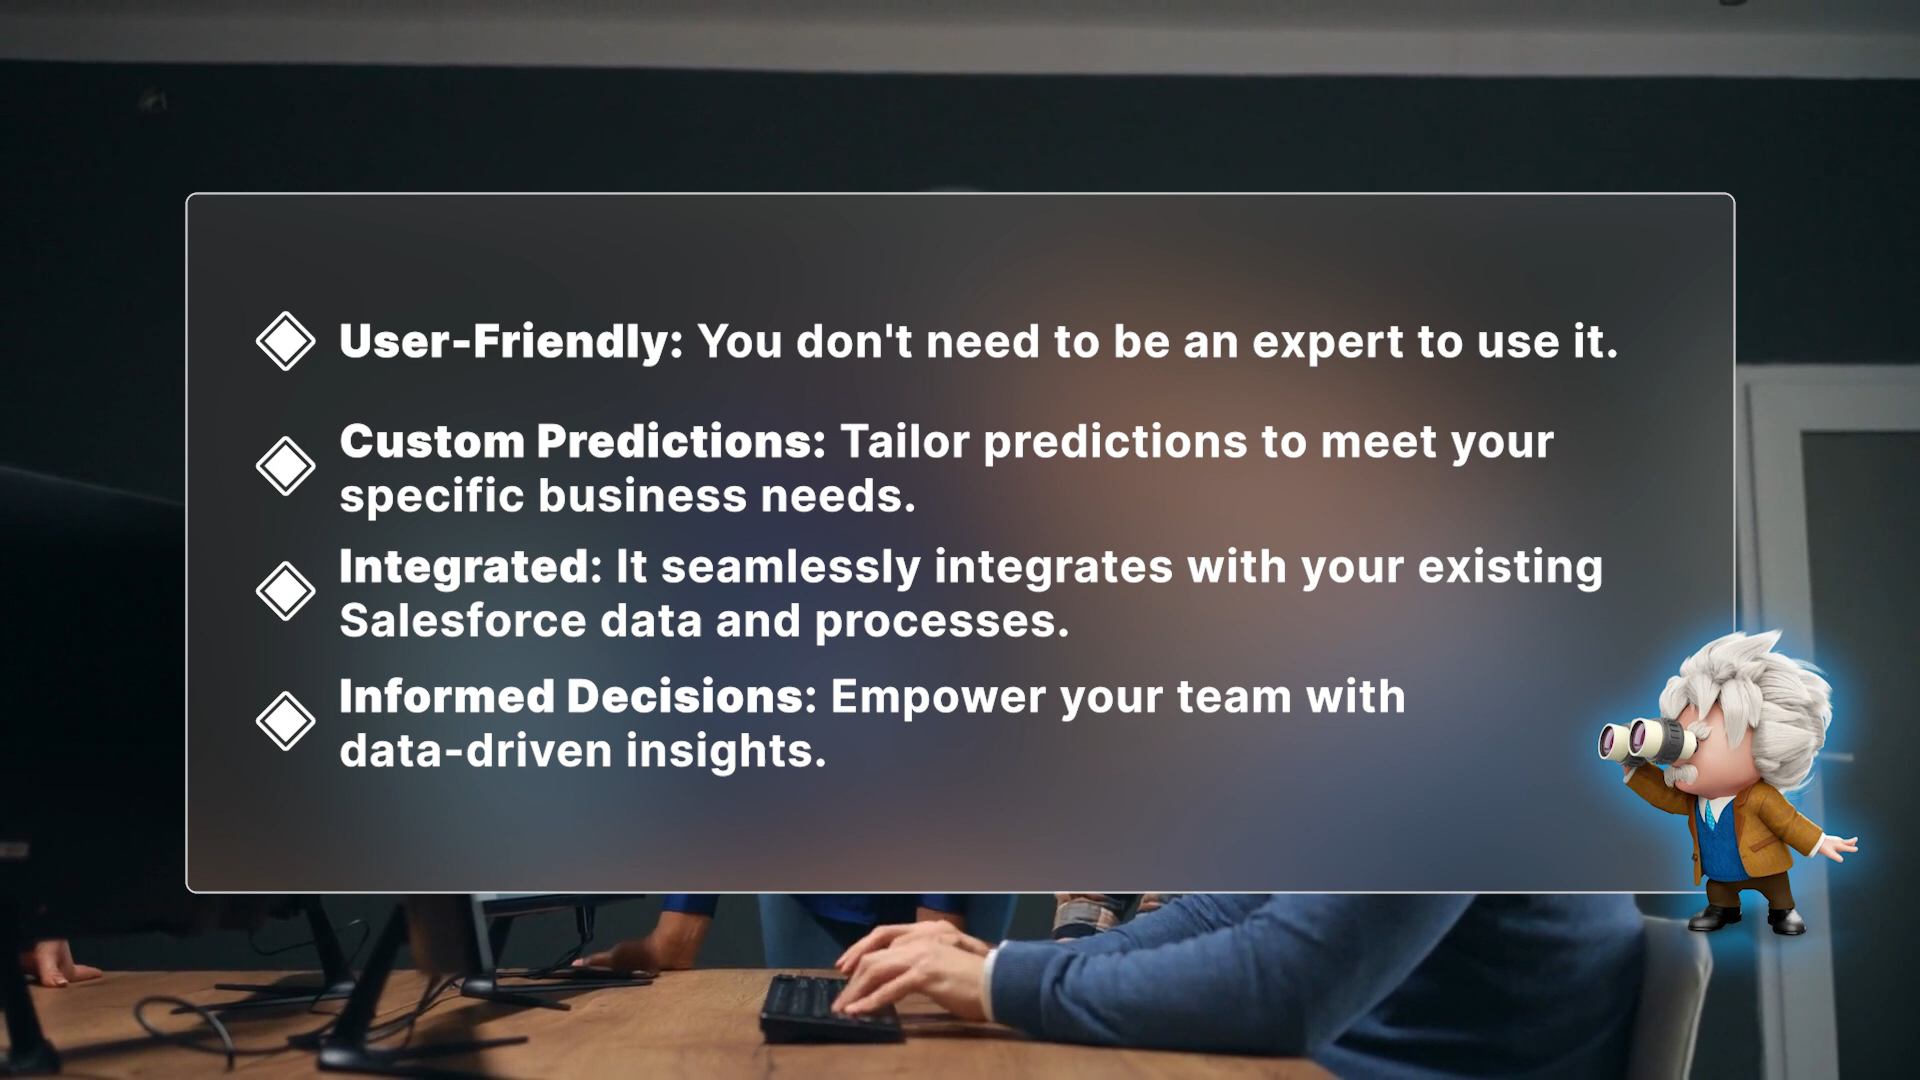 User-Friendly: You don't need to be an expert to use it.
Custom Predictions: Tailor predictions to meet your
specific business needs.
Integrated: It seamlessly integrates with your existing
Salesforce data and processes.
Informed Decisions: Empower your team with
data-driven insights.